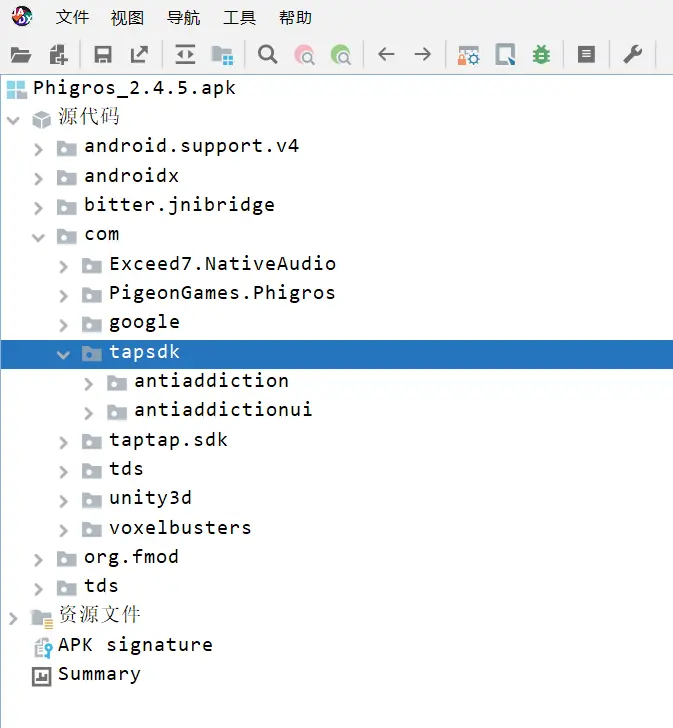 文件 视图 导航 工具 帮助
Phigros_2.4.5.apk
源代码
android.support.v4
androidx
bitter.jnibridge
com
Exceed7.NativeAudio
PigeonGames.Phigros
google
tapsdk
antiaddiction
antiaddictionui
taptap.sdk
tds
unity3d
voxelbusters
org.fmod
tds
资源文件
APK signature
Summary